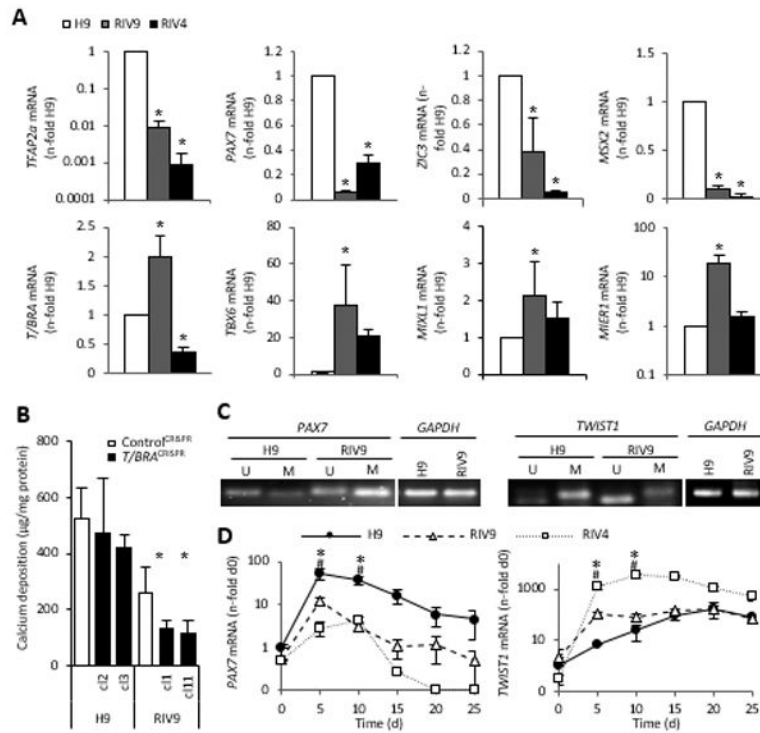 A
H9 RIV9 RIV4
TFAP2α mRNA
(n-fold H9)
1
0.1
0.01
0.001
0.0001
*
*
PAX7 mRNA
(n-fold H9)
1
0.8
0.6
0.4
0.2
0
*
*
ZIC3 mRNA (n-
fold H9)
1
0.8
0.6
0.4
0.2
0
*
*
MSX2 mRNA
(n-fold H9)
1
0.5
0
*
*
T/BRA mRNA
(n-fold H9)
2.5
2
1.5
1
0.5
0
*
*
TBX6 mRNA
(n-fold H9)
80
60
40
20
0
*
MIXL1 mRNA
(n-fold H9)
4
3
2
1
0
*
MIER1 mRNA
(n-fold H9)
100
10
1
0.1
*
B
Control CRISPR
T/BRA CRISPR
Calcium deposition (µg/mg protein)
800
600
400
200
0
* *
cl2 cl3 cl1 cl11
H9 RIV9
C
PAX7 GAPDH
H9 RIV9
U M U M H9 RIV9
TWIST1 GAPDH
H9 RIV9
U M U M H9 RIV9
D
H9 RIV9 RIV4
PAX7 mRNA (n-fold d0)
100
10
1
0
* *
# #
0 5 10 15 20 25
Time (d)
TWIST1 mRNA (n-fold d0)
1000
10
0
* *
# #
0 5 10 15 20 25
Time (d)